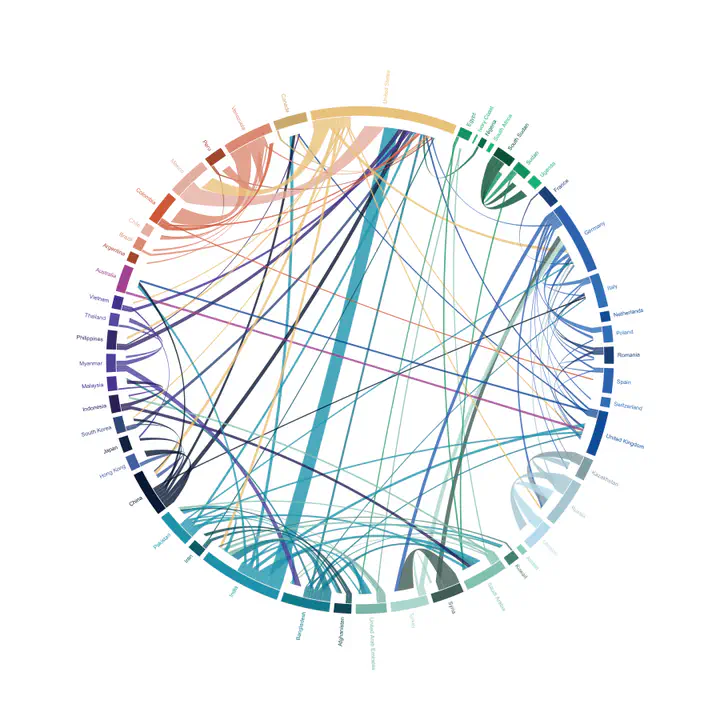 United States
Egypt
Ivory Coast
Nigeria
South Africa
South Sudan
Sudan
Uganda
France
Germany
Italy
Netherlands
Poland
Romania
Spain
Switzerland
United Kingdom
Kazakhstan
Russia
Ukraine
Kuwait
Saudi Arabia
Syria
Turkey
United Arab Emirates
Afghanistan
Bangladesh
India
Iran
Pakistan
China
Hong Kong
Japan
South Korea
Indonesia
Malaysia
Myanmar
Philippines
Thailand
Vietnam
Australia
Argentina
Brazil
Chile
Colombia
Mexico
Peru
Venezuela
Canada